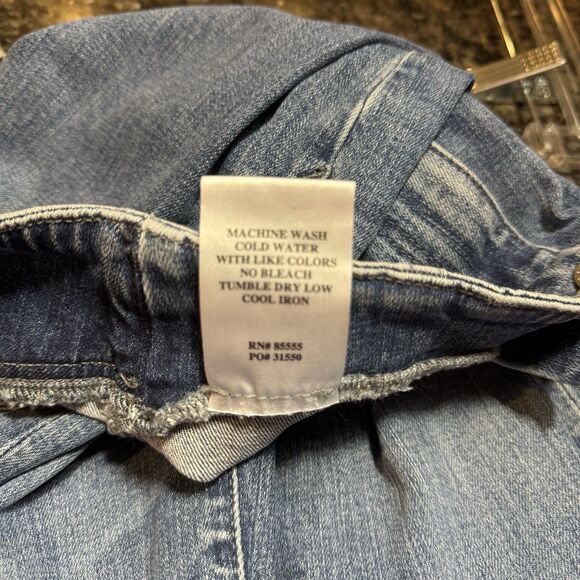 MACHINE WASH
COLD WATER
WITH LIKE COLORS
NO BLEACH
TUMBLE DRY LOW
COOL IRON
RN# 85555
PO# 31550